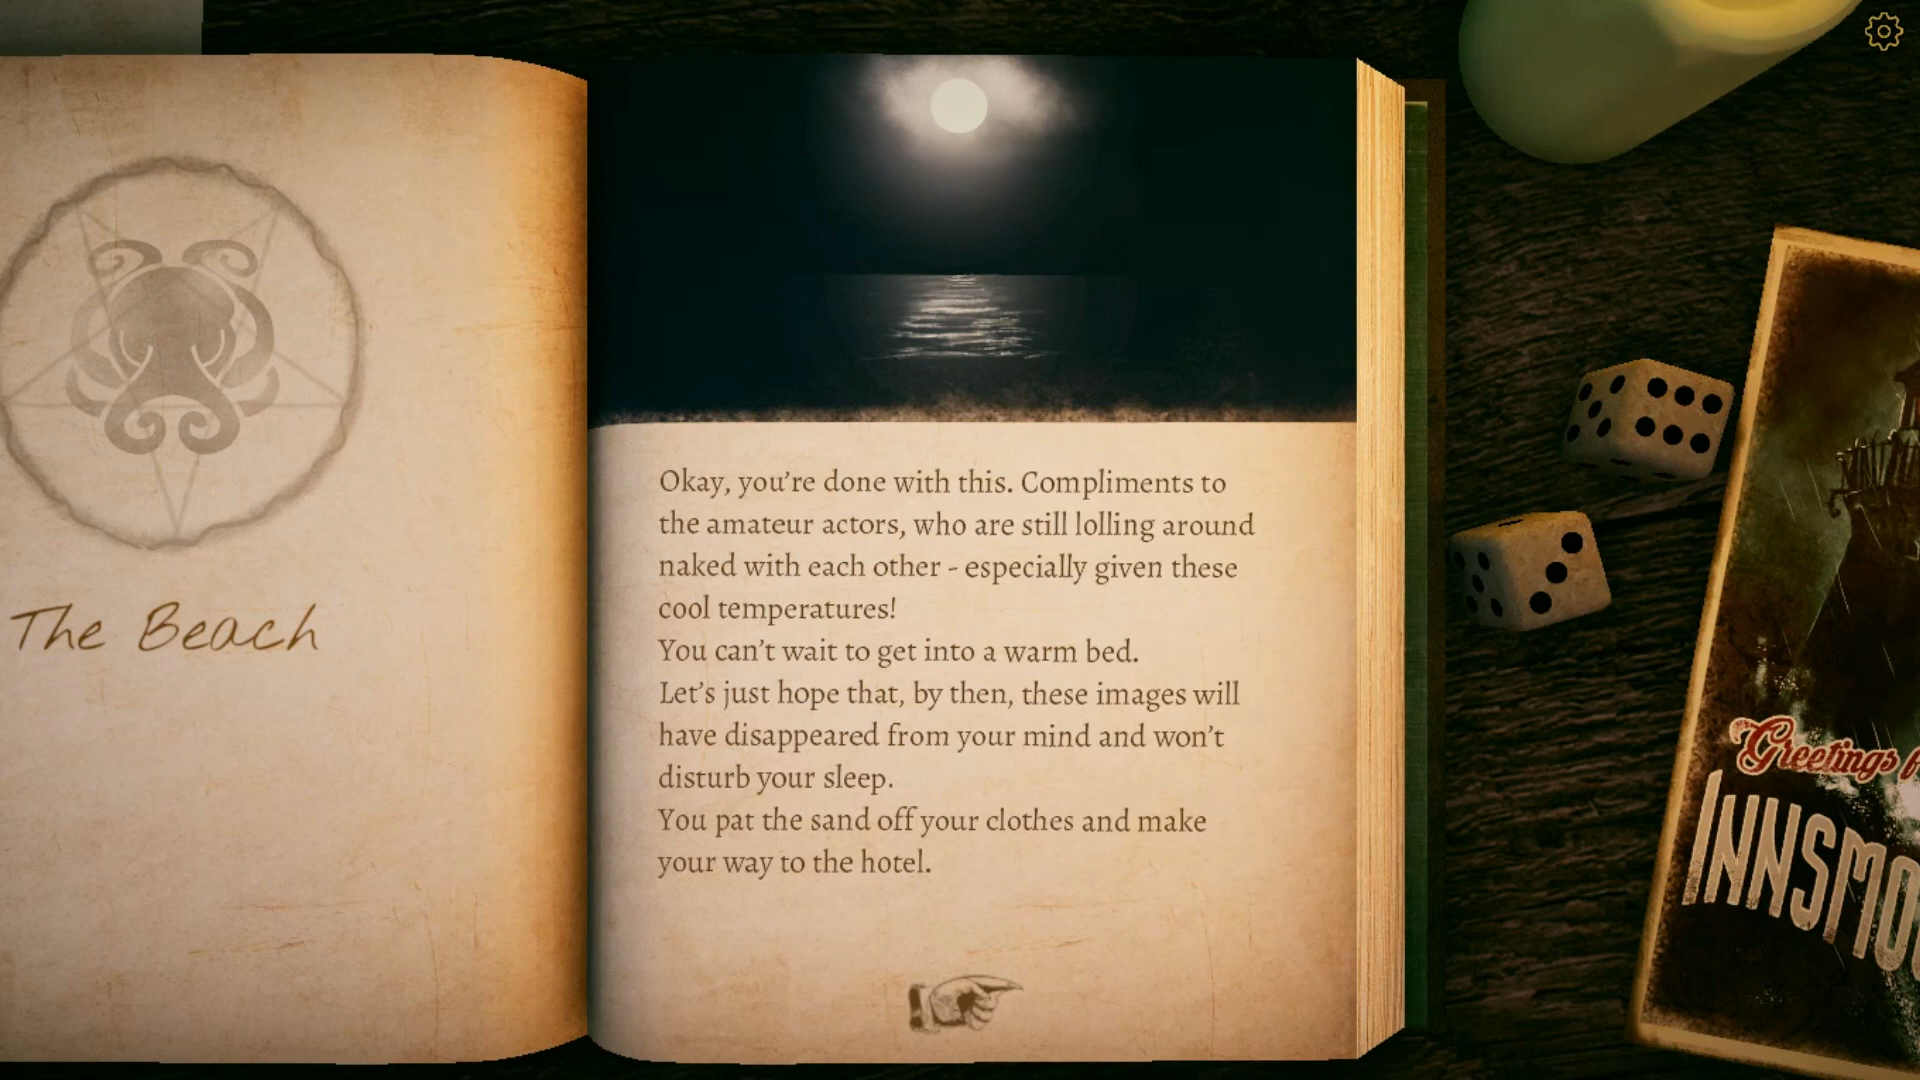 The Beach
Okay, you're done with this. Compliments to
the amateur actors, who are still lolling around
naked with each other - especially given these
cool temperatures!
You can't wait to get into a warm bed.
Let's just hope that, by then, these images will
have disappeared from your mind and won't
disturb your sleep.
You pat the sand off your clothes and make
your way to the hotel.
Greetings f
INNSMO